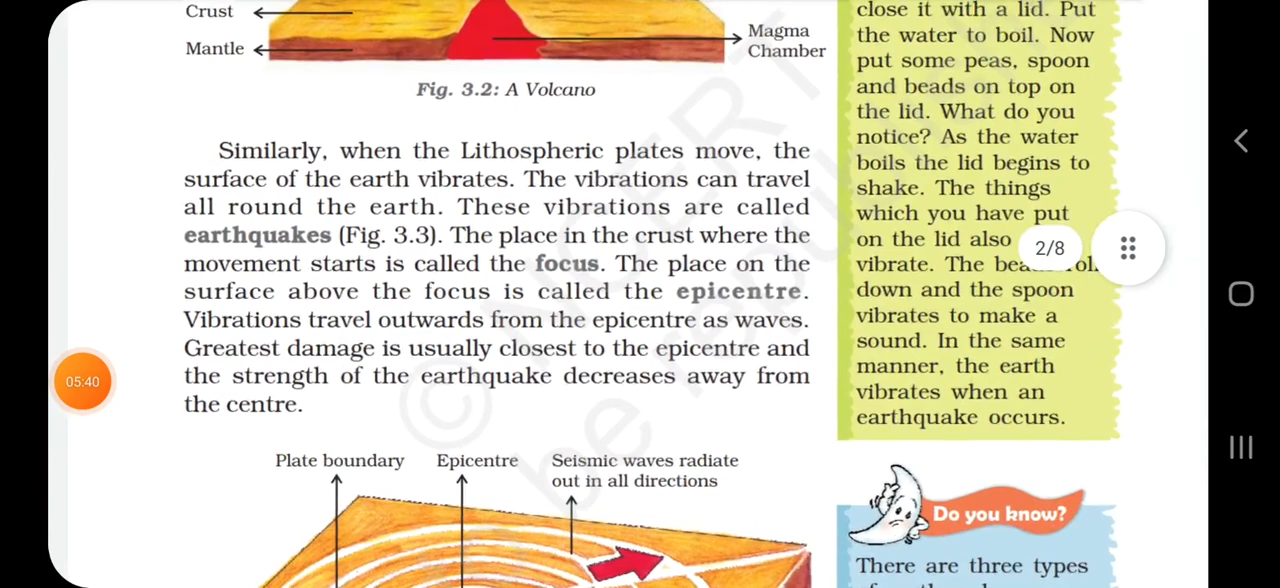 Crust
Mantle
Magma
Chamber
Fig. 3.2: A Volcano
Similarly, when the Lithospheric plates move, the
surface of the earth vibrates. The vibrations can travel
all round the earth. These vibrations are called
earthquakes (Fig. 3.3). The place in the crust where the
movement starts is called the focus. The place on the
surface above the focus is called the epicentre.
Vibrations travel outwards from the epicentre as waves.
Greatest damage is usually closest to the epicentre and
the strength of the earthquake decreases away from
the centre.
Plate boundary
Epicentre
Seismic waves radiate
out in all directions
close it with a lid. Put
the water to boil. Now
put some peas, spoon
and beads on top on
the lid. What do you
notice? As the water
boils the lid begins to
shake. The things
which you have put
on the lid also
vibrate. The
down and the spoon
vibrates to make a
sound. In the same
manner, the earth
vibrates when an
earthquake occurs.
Do you know?
There are three types
2/8
05:40
© NCERT